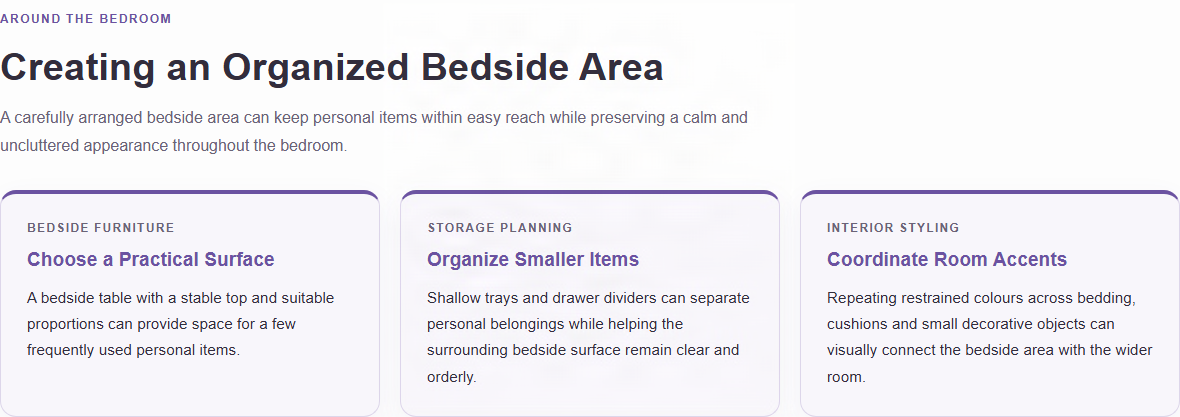 AROUND THE BEDROOM
Creating an Organized Bedside Area
A carefully arranged bedside area can keep personal items within easy reach while preserving a calm and
uncluttered appearance throughout the bedroom.
BEDSIDE FURNITURE
Choose a Practical Surface
A bedside table with a stable top and suitable
proportions can provide space for a few
frequently used personal items.
STORAGE PLANNING
Organize Smaller Items
Shallow trays and drawer dividers can separate
personal belongings while helping the
surrounding bedside surface remain clear and
orderly.
INTERIOR STYLING
Coordinate Room Accents
Repeating restrained colours across bedding,
cushions and small decorative objects can
visually connect the bedside area with the wider
room.